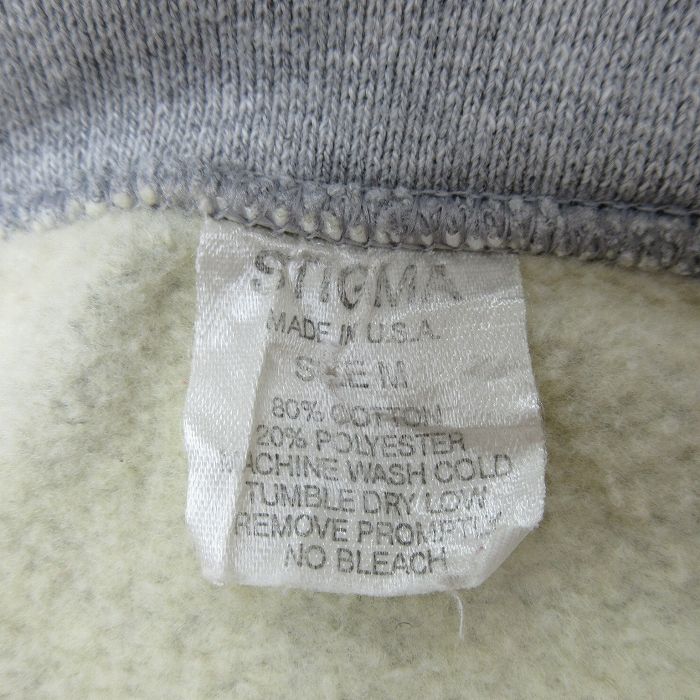 STIGMA
MADE IN U.S.A.
SIZE M
80% COTTON
20% POLYESTER
MACHINE WASH COLD
TUMBLE DRY LOW
REMOVE PROMPTLY
NO BLEACH